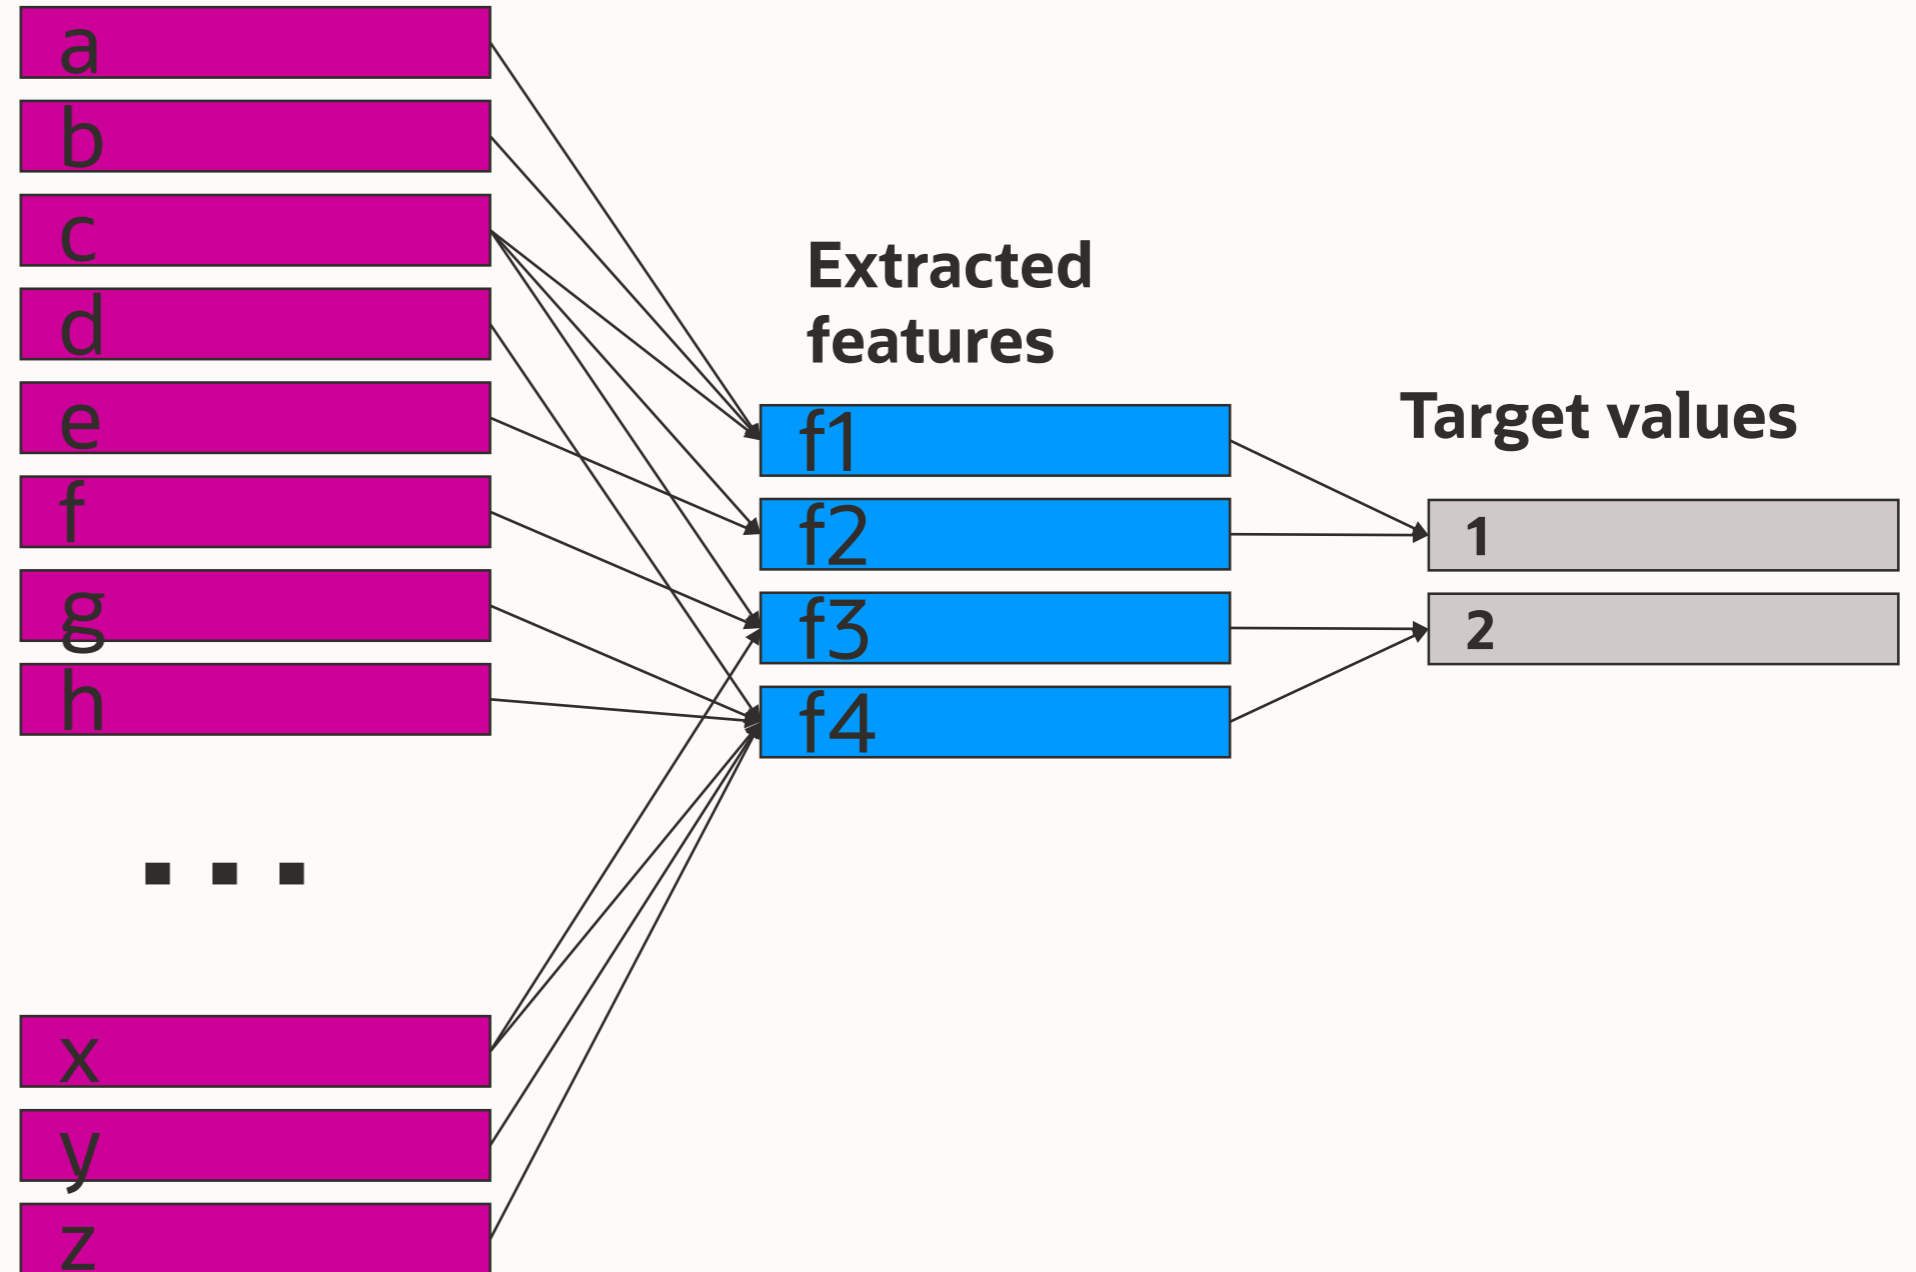 a
b
c
d
e
f
g
h
...
x
y
z
Extracted
features
f1
f2
f3
f4
Target values
1
2